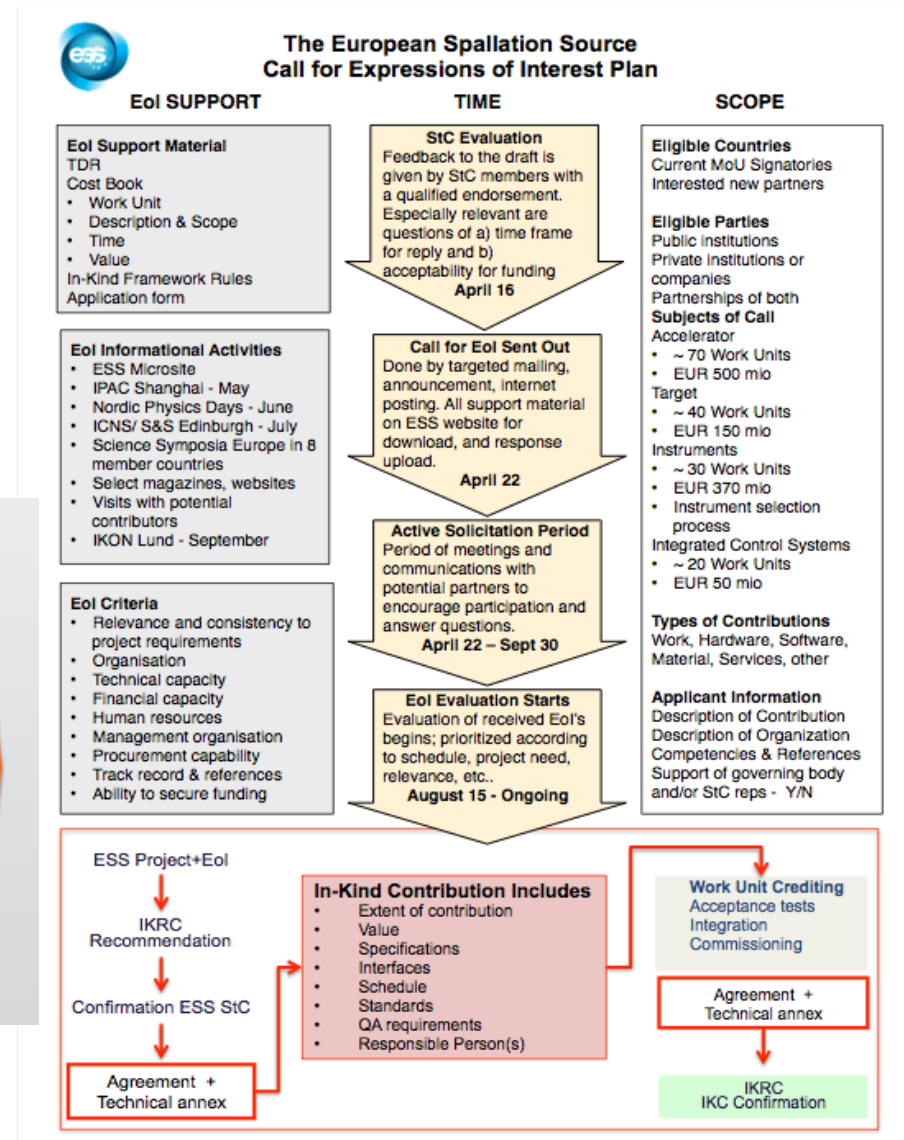 ess
The European Spallation Source
Call for Expressions of Interest Plan
EoI SUPPORT
TIME
SCOPE
EoI Support Material
TDR
Cost Book
• Work Unit
• Description & Scope
• Time
• Value
In-Kind Framework Rules
Application form
EoI Informational Activities
• ESS Microsite
• IPAC Shanghai - May
• Nordic Physics Days - June
• ICNS/ S&S Edinburgh - July
• Science Symposia Europe in 8
member countries
• Select magazines, websites
• Visits with potential
contributors
• IKON Lund - September
EoI Criteria
• Relevance and consistency to
project requirements
• Organisation
• Technical capacity
• Financial capacity
• Human resources
• Management organisation
• Procurement capability
• Track record & references
• Ability to secure funding
StC Evaluation
Feedback to the draft is
given by StC members with
a qualified endorsement.
Especially relevant are
questions of a) time frame
for reply and b)
acceptability for funding
April 16
Call for EoI Sent Out
Done by targeted mailing,
announcement, internet
posting. All support material
on ESS website for
download, and response
upload.
April 22
Active Solicitation Period
Period of meetings and
communications with
potential partners to
encourage participation and
answer questions.
April 22 – Sept 30
EoI Evaluation Starts
Evaluation of received EoI's
begins; prioritized according
to schedule, project need,
relevance, etc..
August 15 - Ongoing
Eligible Countries
Current MoU Signatories
Interested new partners
Eligible Parties
Public institutions
Private institutions or
companies
Partnerships of both
Subjects of Call
Accelerator
• ~ 70 Work Units
• EUR 500 mio
Target
• ~ 40 Work Units
• EUR 150 mio
Instruments
• ~ 30 Work Units
• EUR 370 mio
• Instrument selection
process
Integrated Control Systems
• ~ 20 Work Units
• EUR 50 mio
Types of Contributions
Work, Hardware, Software,
Material, Services, other
Applicant Information
Description of Contribution
Description of Organization
Competencies & References
Support of governing body
and/or StC reps - Y/N
ESS Project+EoI
IKRC
Recommendation
Confirmation ESS StC
Agreement +
Technical annex
In-Kind Contribution Includes
• Extent of contribution
• Value
• Specifications
• Interfaces
• Schedule
• Standards
• QA requirements
• Responsible Person(s)
Work Unit Crediting
Acceptance tests
Integration
Commissioning
Agreement +
Technical annex
IKRC
IKC Confirmation